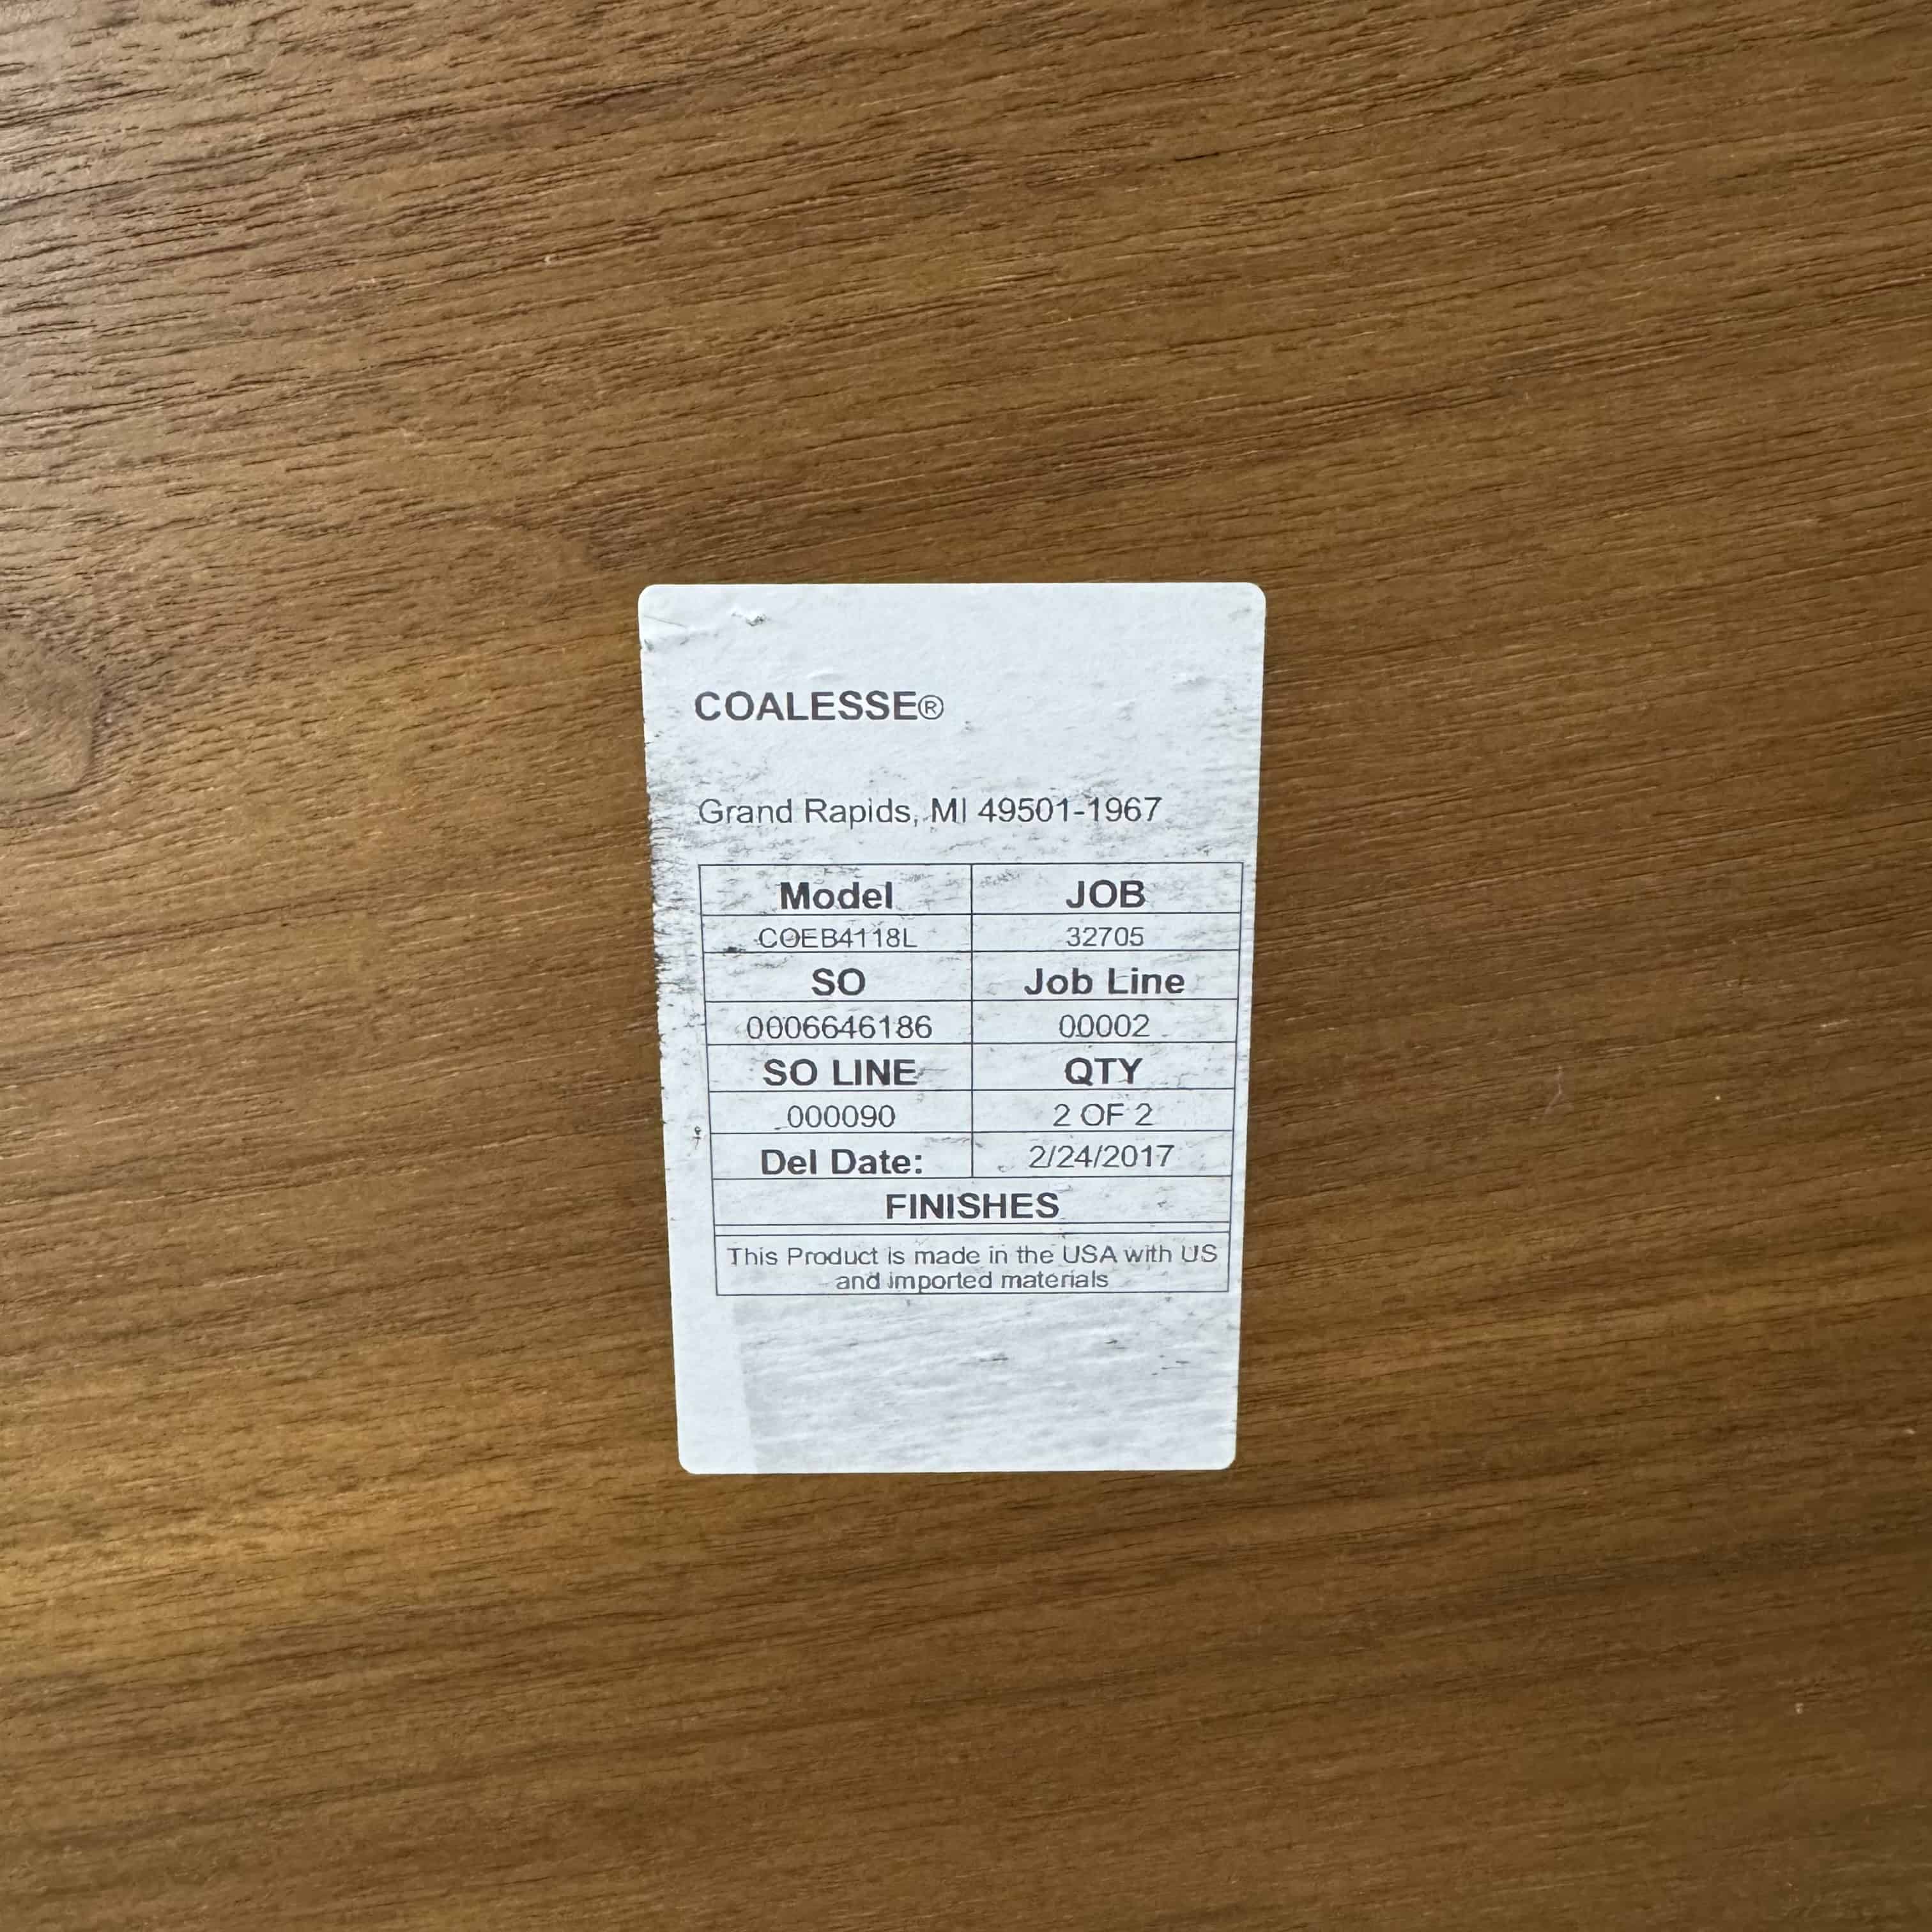 COALESSE®
Grand Rapids, MI 49501-1967
Model JOB
COEB4118L 32705
SO Job Line
0006646186 00002
SO LINE QTY
000090 2 OF 2
Del Date: 2/24/2017
FINISHES
This Product is made in the USA with US
and imported materials